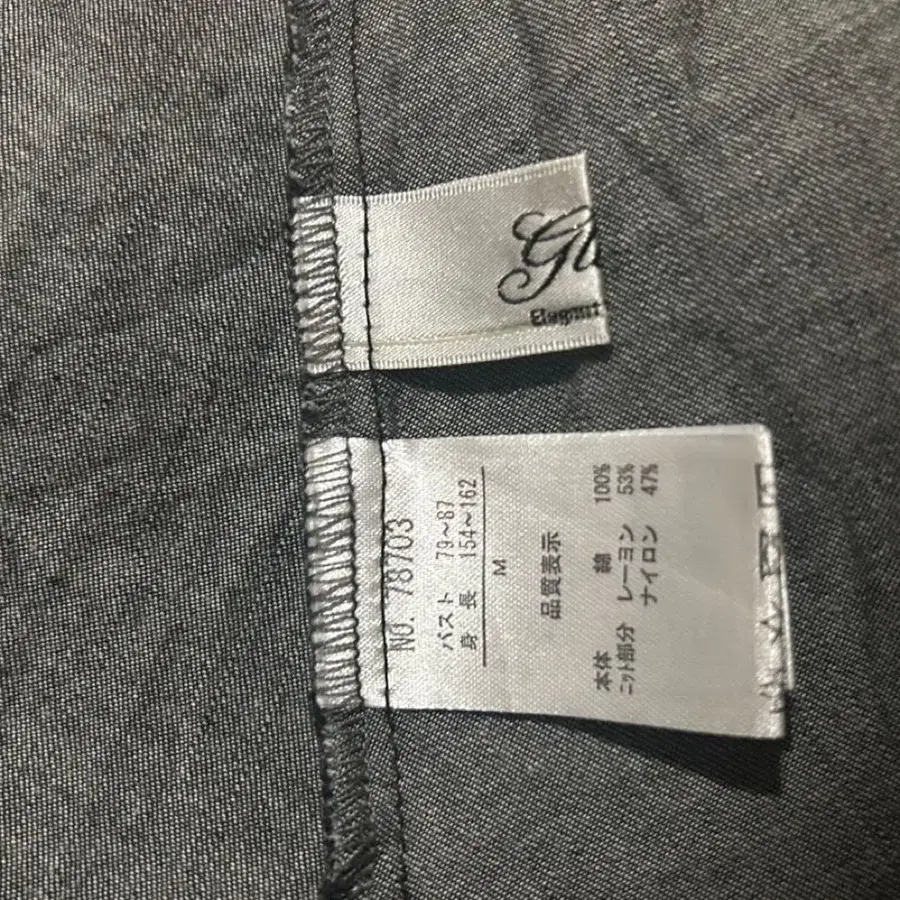 Elegant
NO. 78703
バスト 79~87
身長 154~162
M
品質表示
本体 綿 100%
ニット部分 レーヨン 53%
ナイロン 47%